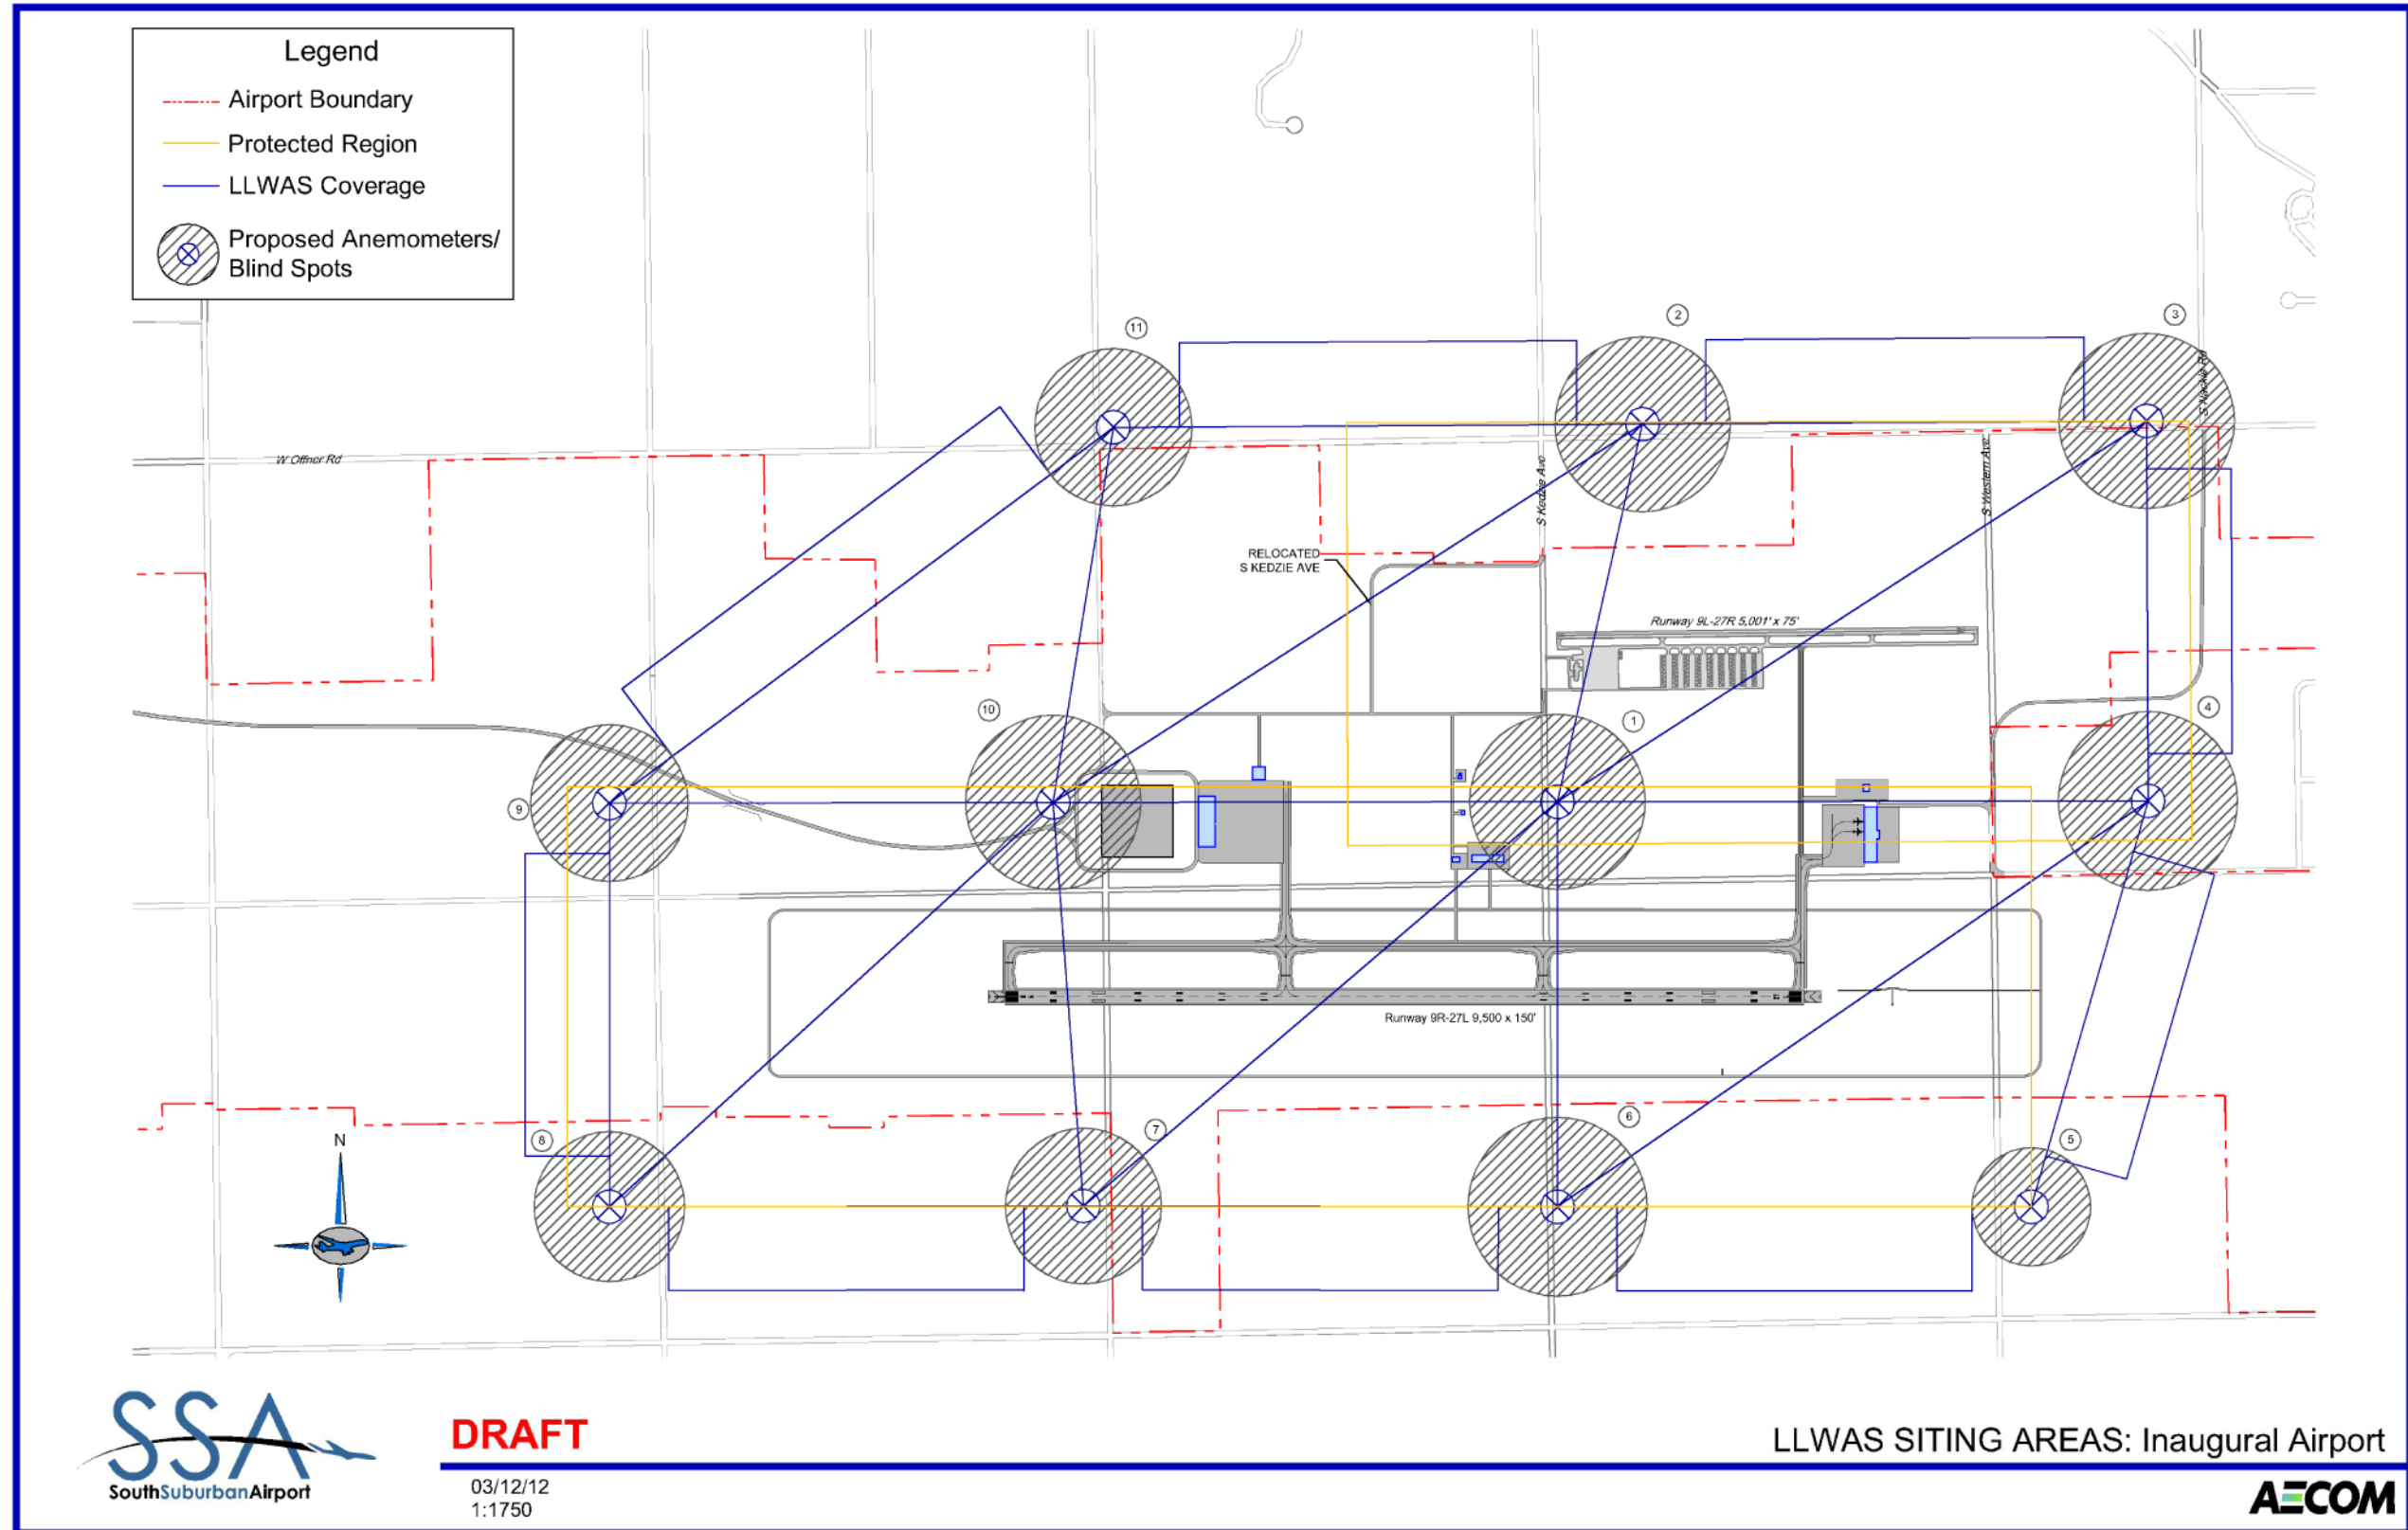 Legend
Airport Boundary
Protected Region
LLWAS Coverage
Proposed Anemometers/
Blind Spots
11
2
3
S Nackle Rd
W Offner Rd
S Kedzie Ave
S Western Ave
RELOCATED
S KEDZIE AVE
Runway 9L-27R 5,001' x 75'
10
1
4
9
Runway 9R-27L 9,500 x 150'
8
7
6
5
N
SSA
SouthSuburbanAirport
DRAFT
03/12/12
1:1750
LLWAS SITING AREAS: Inaugural Airport
AECOM